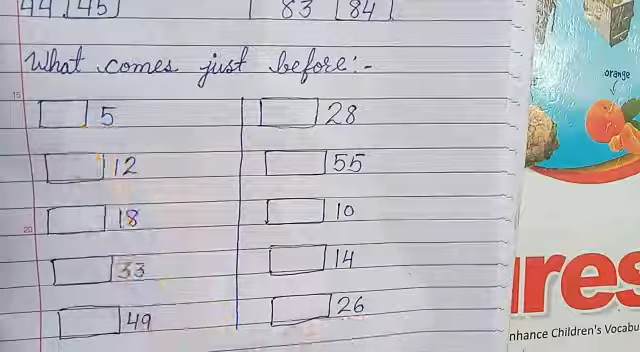 44 45 83 84
What comes just before:-
15
5 28
12 55
18 10
20
33 14
49 26
orange
res
nhance Children's Vocabu